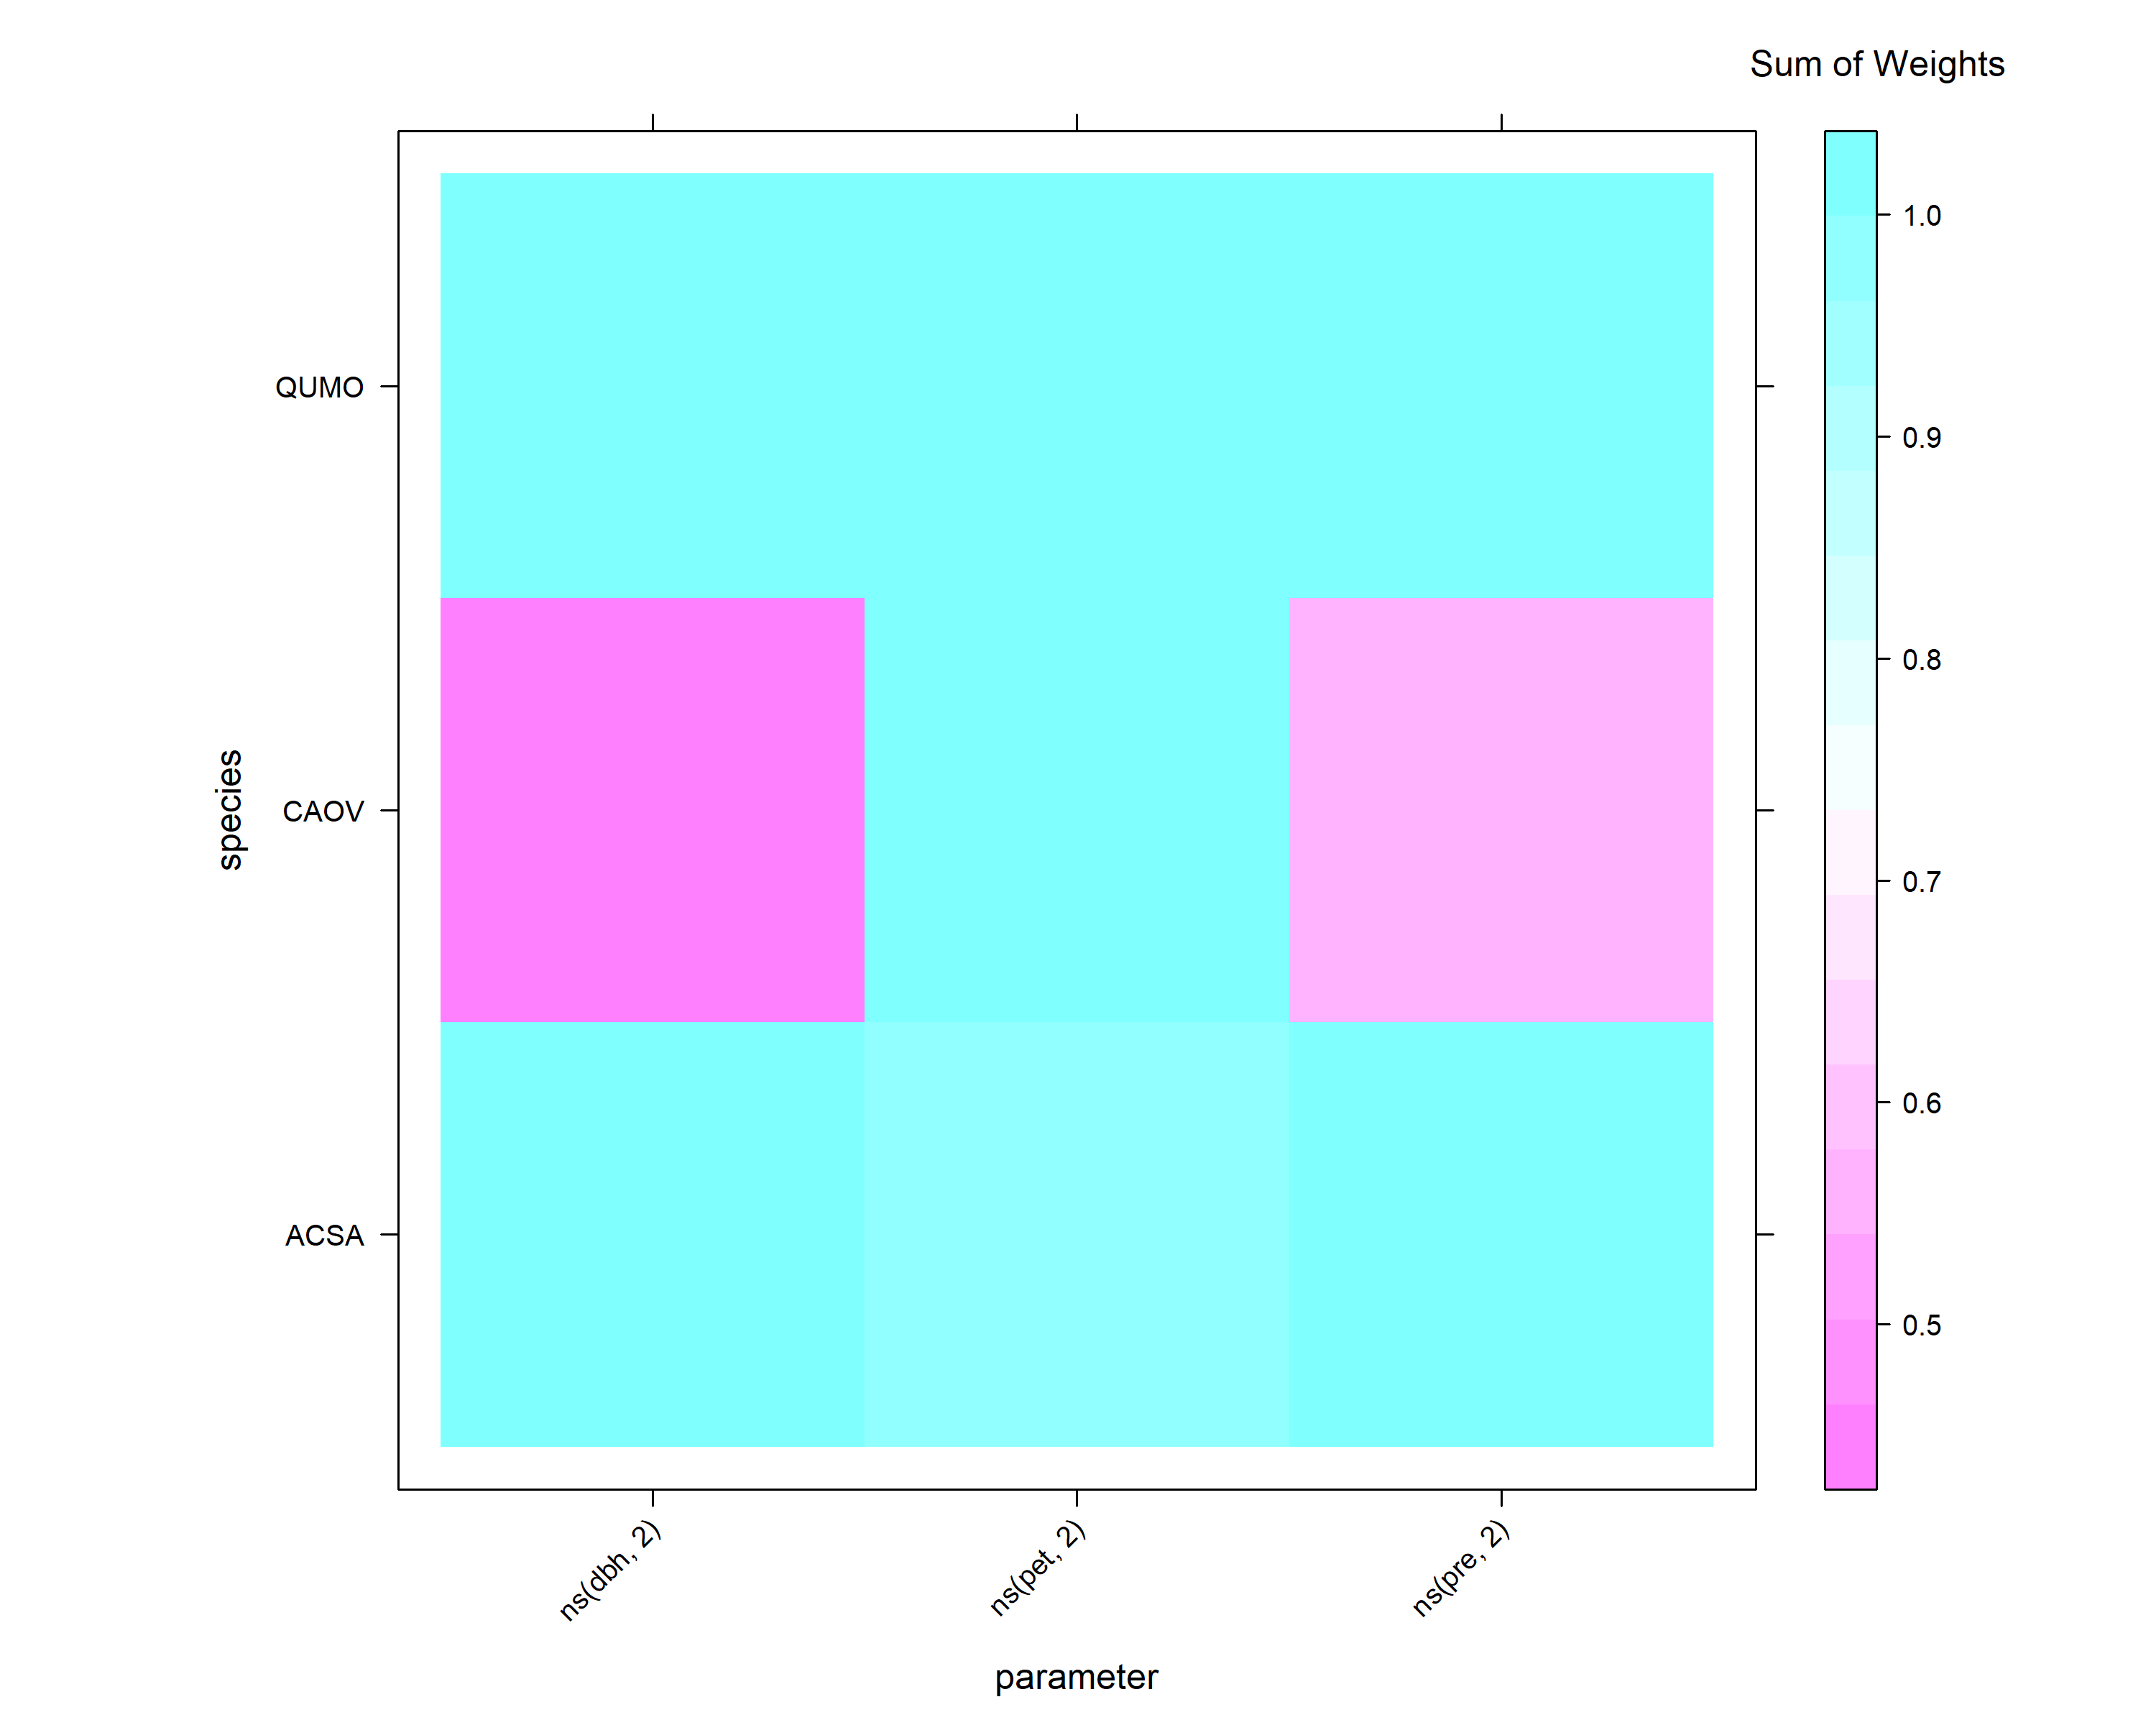 Sum of Weights
1.0
0.9
0.8
0.7
0.6
0.5
species
QUMO
CAOV
ACSA
ns(dbh, 2)
ns(pet, 2)
ns(pre, 2)
parameter